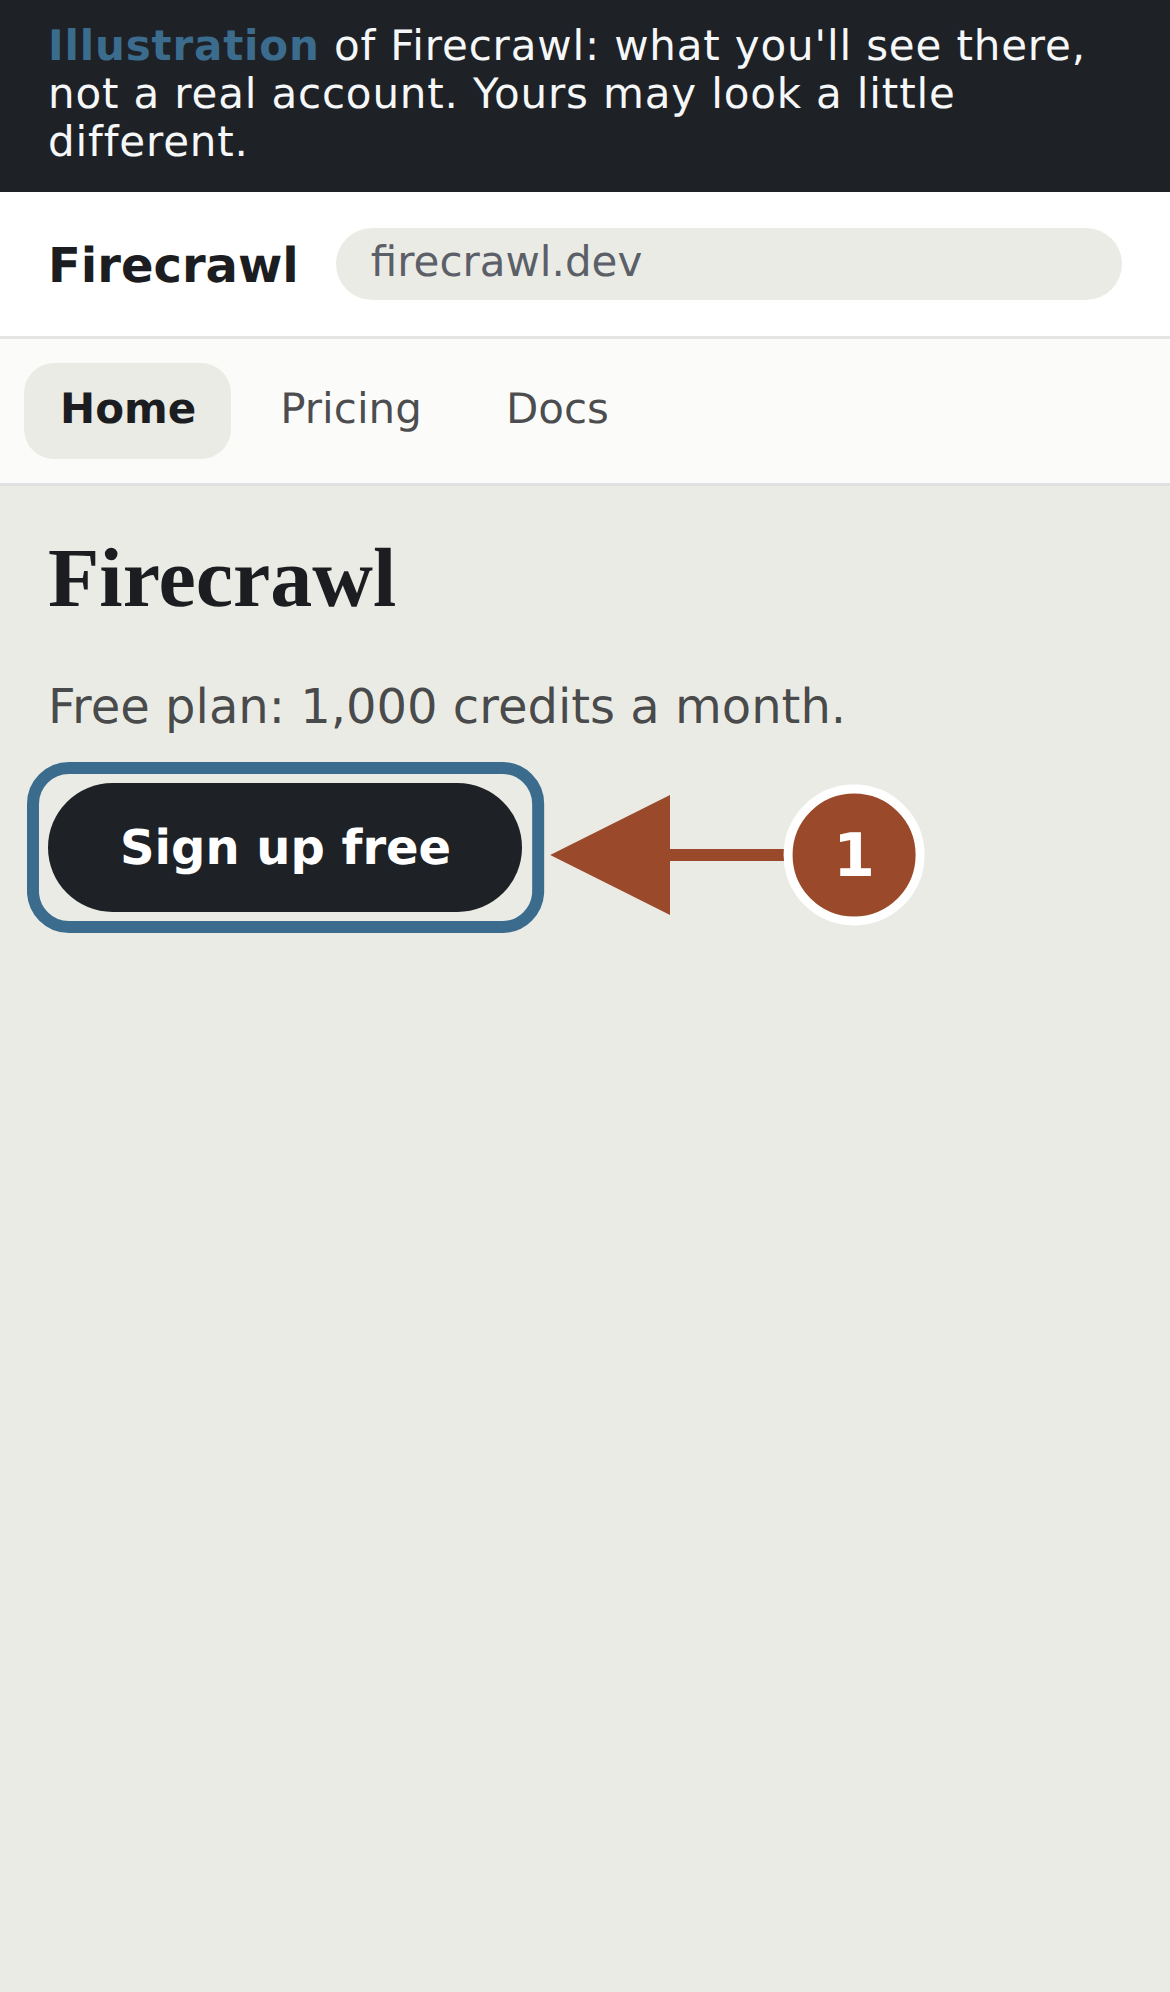 Illustration of Firecrawl: what you'll see there,
not a real account. Yours may look a little
different.
Firecrawl
firecrawl.dev
Home
Pricing
Docs
Firecrawl
Free plan: 1,000 credits a month.
Sign up free
1